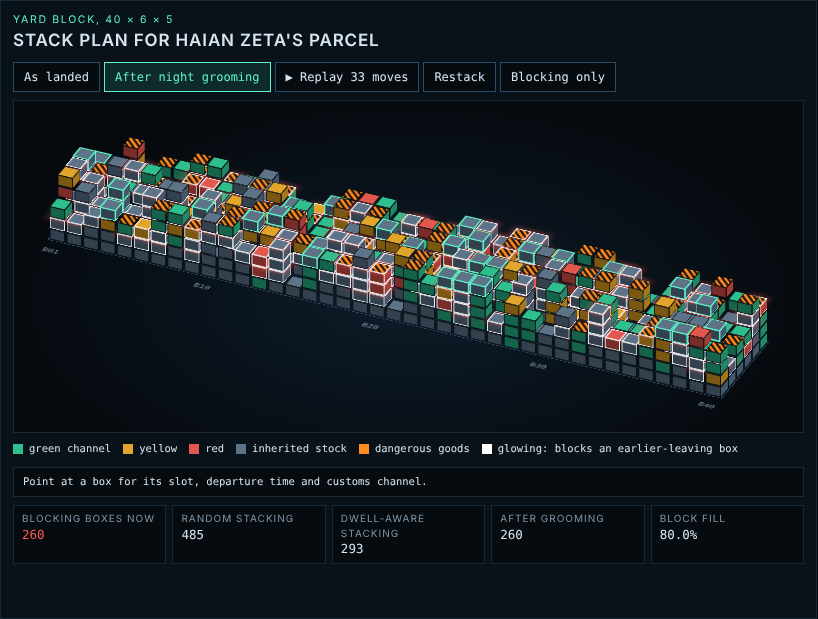 YARD BLOCK, 40 × 6 × 5
STACK PLAN FOR HAIAN ZETA'S PARCEL
As landed
After night grooming
▶ Replay 33 moves
Restack
Blocking only
B01
B10
B20
B30
B40
green channel
yellow
red
inherited stock
dangerous goods
glowing: blocks an earlier-leaving box
Point at a box for its slot, departure time and customs channel.
BLOCKING BOXES NOW
260
RANDOM STACKING
485
DWELL-AWARE
STACKING
293
AFTER GROOMING
260
BLOCK FILL
80.0%